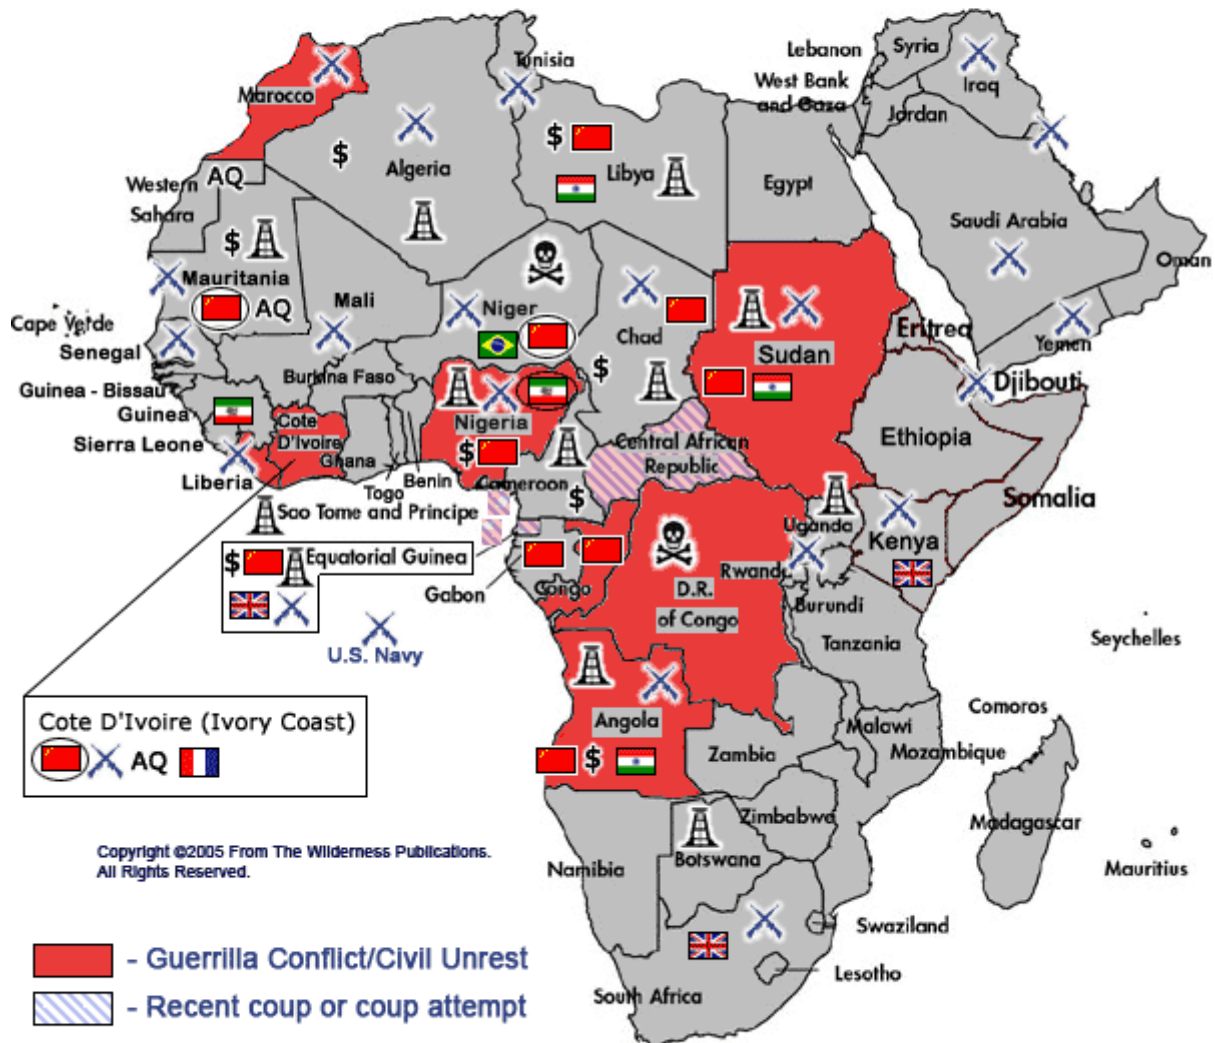 Tunisia
Lebanon
Syria
Iraq
West Bank
and Gaza
Jordan
Marocco
Algeria
$
$
Libya
Egypt
Saudi Arabia
Oman
Western
Sahara
AQ
$
Mauritania
AQ
Mali
Niger
Chad
$
Sudan
Eritrea
Yemen
Djibouti
Cape Verde
Senegal
Guinea - Bissau
Guinea
Sierra Leone
Liberia
Burkina Faso
Cote
D'Ivoire
Ghana
Togo
Benin
Nigeria
$
Cameroon
$
Central African
Republic
Ethiopia
Somalia
Uganda
Kenya
Sao Tome and Principe
$
Equatorial Guinea
Gabon
Congo
D.R.
of Congo
Rwanda
Burundi
Tanzania
Seychelles
U.S. Navy
Cote D'Ivoire (Ivory Coast)
AQ
Angola
$
Zambia
Malawi
Mozambique
Comoros
Zimbabwe
Madagascar
Mauritius
Namibia
Botswana
Swaziland
Lesotho
South Africa
Copyright ©2005 From The Wilderness Publications.
All Rights Reserved.
- Guerrilla Conflict/Civil Unrest
- Recent coup or coup attempt